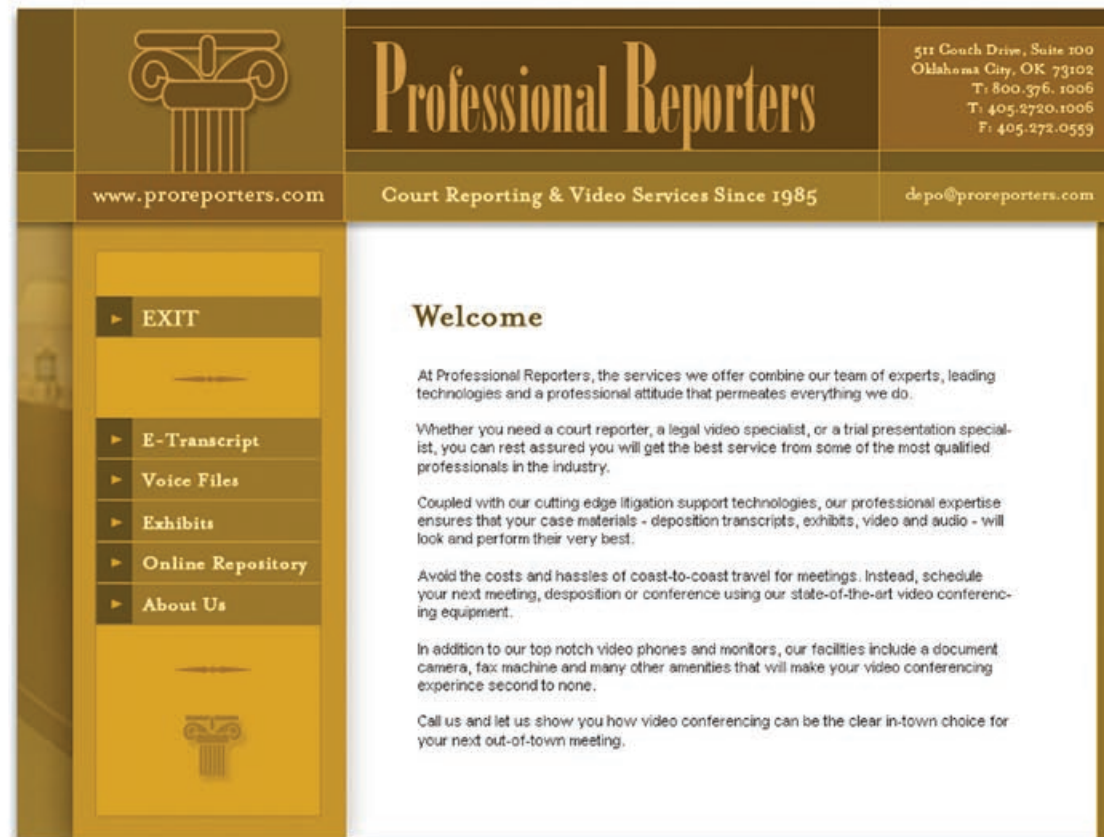 Professional Reporters
511 Couch Drive, Suite 100
Oklahoma City, OK 73102
T: 800.376. 1006
T: 405.2720.1006
F: 405.272.0559
www.proreporters.com
Court Reporting & Video Services Since 1985
depo@proreporters.com
EXIT
E-Transcript
Voice Files
Exhibits
Online Repository
About Us
Welcome
At Professional Reporters, the services we offer combine our team of experts, leading
technologies and a professional attitude that permeates everything we do.
Whether you need a court reporter, a legal video specialist, or a trial presentation special-
ist, you can rest assured you will get the best service from some of the most qualified
professionals in the industry.
Coupled with our cutting edge litigation support technologies, our professional expertise
ensures that your case materials - deposition transcripts, exhibits, video and audio - will
look and perform their very best.
Avoid the costs and hassles of coast-to-coast travel for meetings. Instead, schedule
your next meeting, desposition or conference using our state-of-the-art video conferenc-
ing equipment.
In addition to our top notch video phones and monitors, our facilities include a document
camera, fax machine and many other amenities that will make your video conferencing
experince second to none.
Call us and let us show you how video conferencing can be the clear in-town choice for
your next out-of-town meeting.